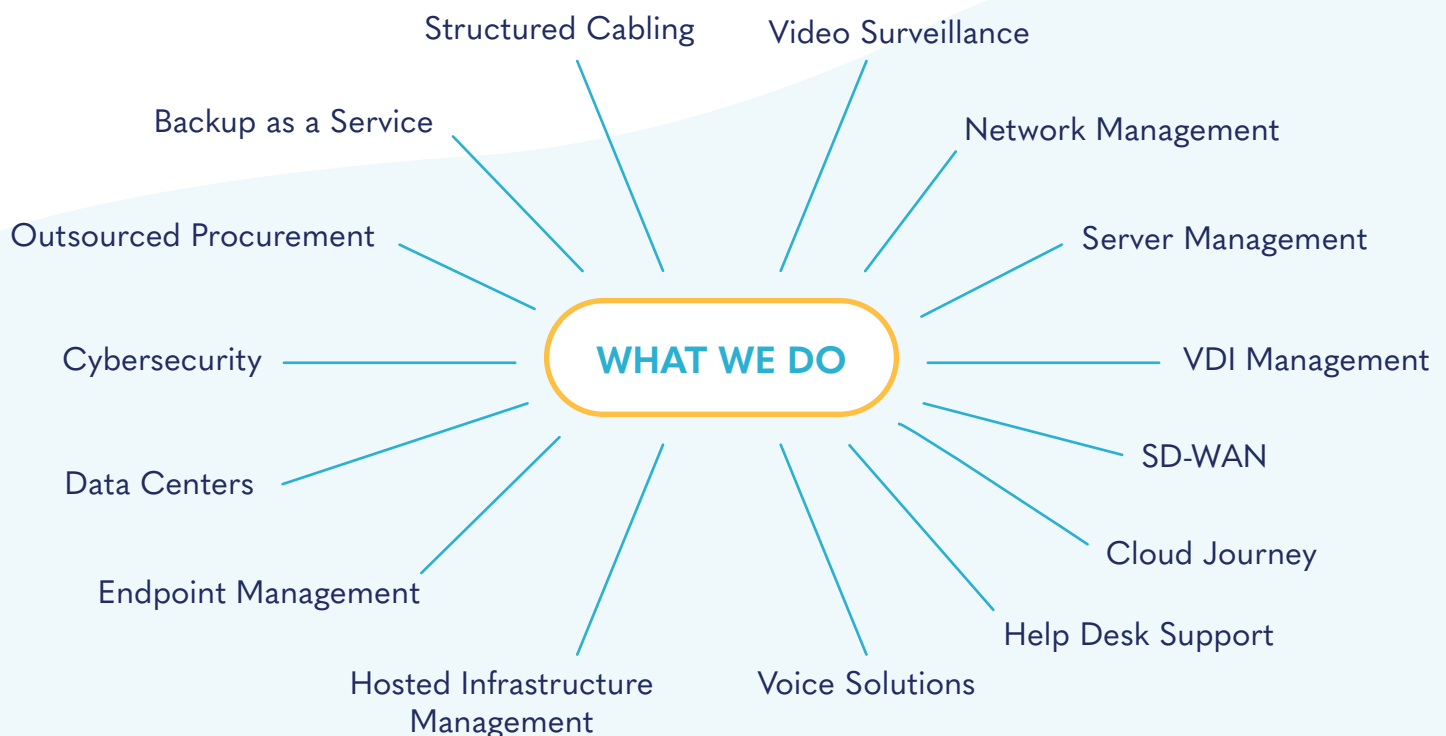 Structured Cabling
Video Surveillance
Backup as a Service
Network Management
Outsourced Procurement
Server Management
Cybersecurity
WHAT WE DO
VDI Management
SD-WAN
Data Centers
Cloud Journey
Endpoint Management
Help Desk Support
Hosted Infrastructure
Management
Voice Solutions